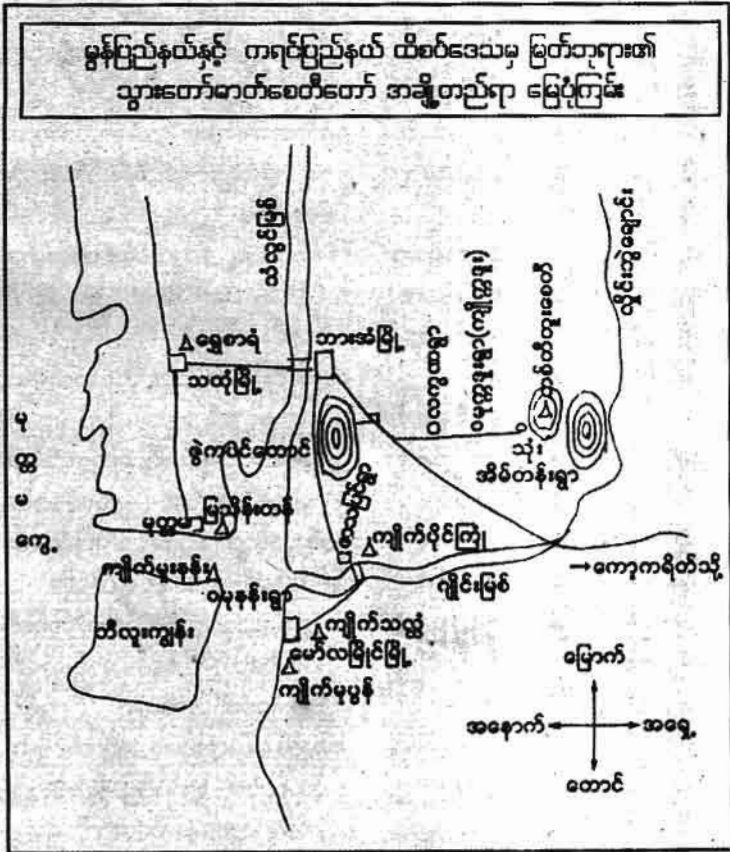 မွန်ပြည်နယ်နှင့် ကရင်ပြည်နယ် ထိစပ်ဒေသမှ မြတ်ဘုရား၏
သွားတော်ဓာတ်စေတီတော် အချို့တည်ရာ မြေပုံကြမ်း
သံလွင်မြစ်
လှိုင်းဘွဲ့ချောင်း
ရွှေစာရံ
ဘားအံမြို့
သထုံမြို့
မုတ္တမကွေ့
ဇွဲကပင်တောင်
သုံး
အိမ်တန်းရွာ
မုတ္တမ
မြသိန်းတန်
ကျိုက်ပိုင်ကြုံ
→ကော့ကရိတ်သို့
ဂျိုင်းမြစ်
ဝမုနန်းရွာ
ဘီလူးကျွန်း
ကျိုက်သလ္လံ
မော်လမြိုင်မြို့
ကျိုက်မုပွန်
မြောက်
အနောက်
အရှေ့
တောင်